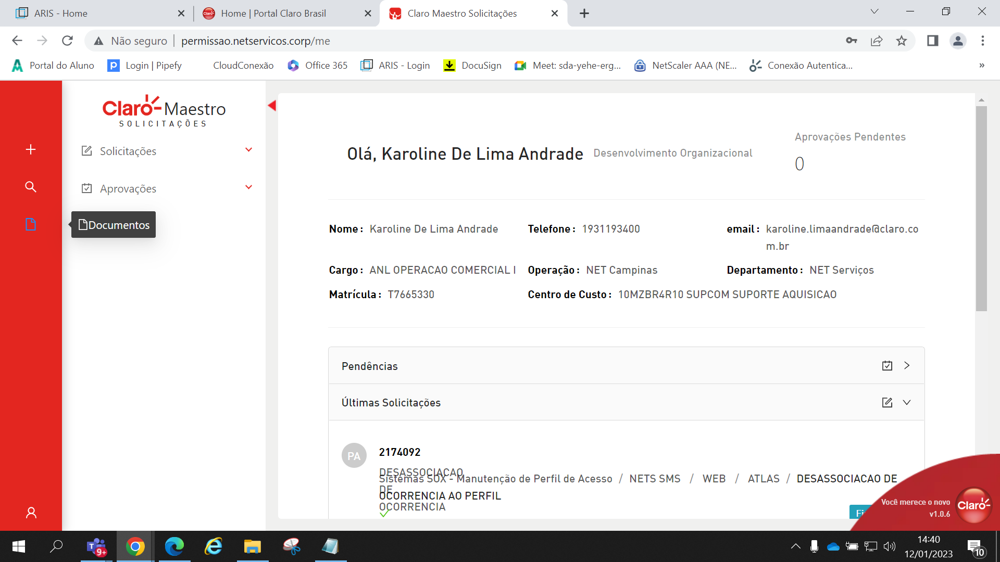 ARIS - Home
Home | Portal Claro Brasil
Claro Maestro Solicitações
Não seguro
permissao.netservicos.corp/me
Portal do Aluno
Login | Pipefy
CloudConexão
Office 365
ARIS - Login
DocuSign
Meet: sda-yehe-erg...
NetScaler AAA (NE...
Conexão Autentica...
»
Claro Maestro
SOLICITAÇÕES
Solicitações
Aprovações
Documentos
Olá, Karoline De Lima Andrade
Desenvolvimento Organizacional
Aprovações Pendentes
0
Nome: Karoline De Lima Andrade
Telefone: 1931193400
email: karoline.limaandrade@claro.co
m.br
Cargo: ANL OPERACAO COMERCIAL I
Operação: NET Campinas
Departamento: NET Serviços
Matrícula: T7665330
Centro de Custo: 10MZBR4R10 SUPCOM SUPORTE AQUISICAO
Pendências
Últimas Solicitações
PA
2174092
DESASSOCIACAO
Sistemas SOX - Manutenção de Perfil de Acesso / NETS SMS / WEB / ATLAS / DESASSOCIACAO DE
DE
OCORRENCIA AO PERFIL
OCORRENCIA
Fi
Você merece o novo
v1.0.6
Claro
9+
14:40
12/01/2023
10